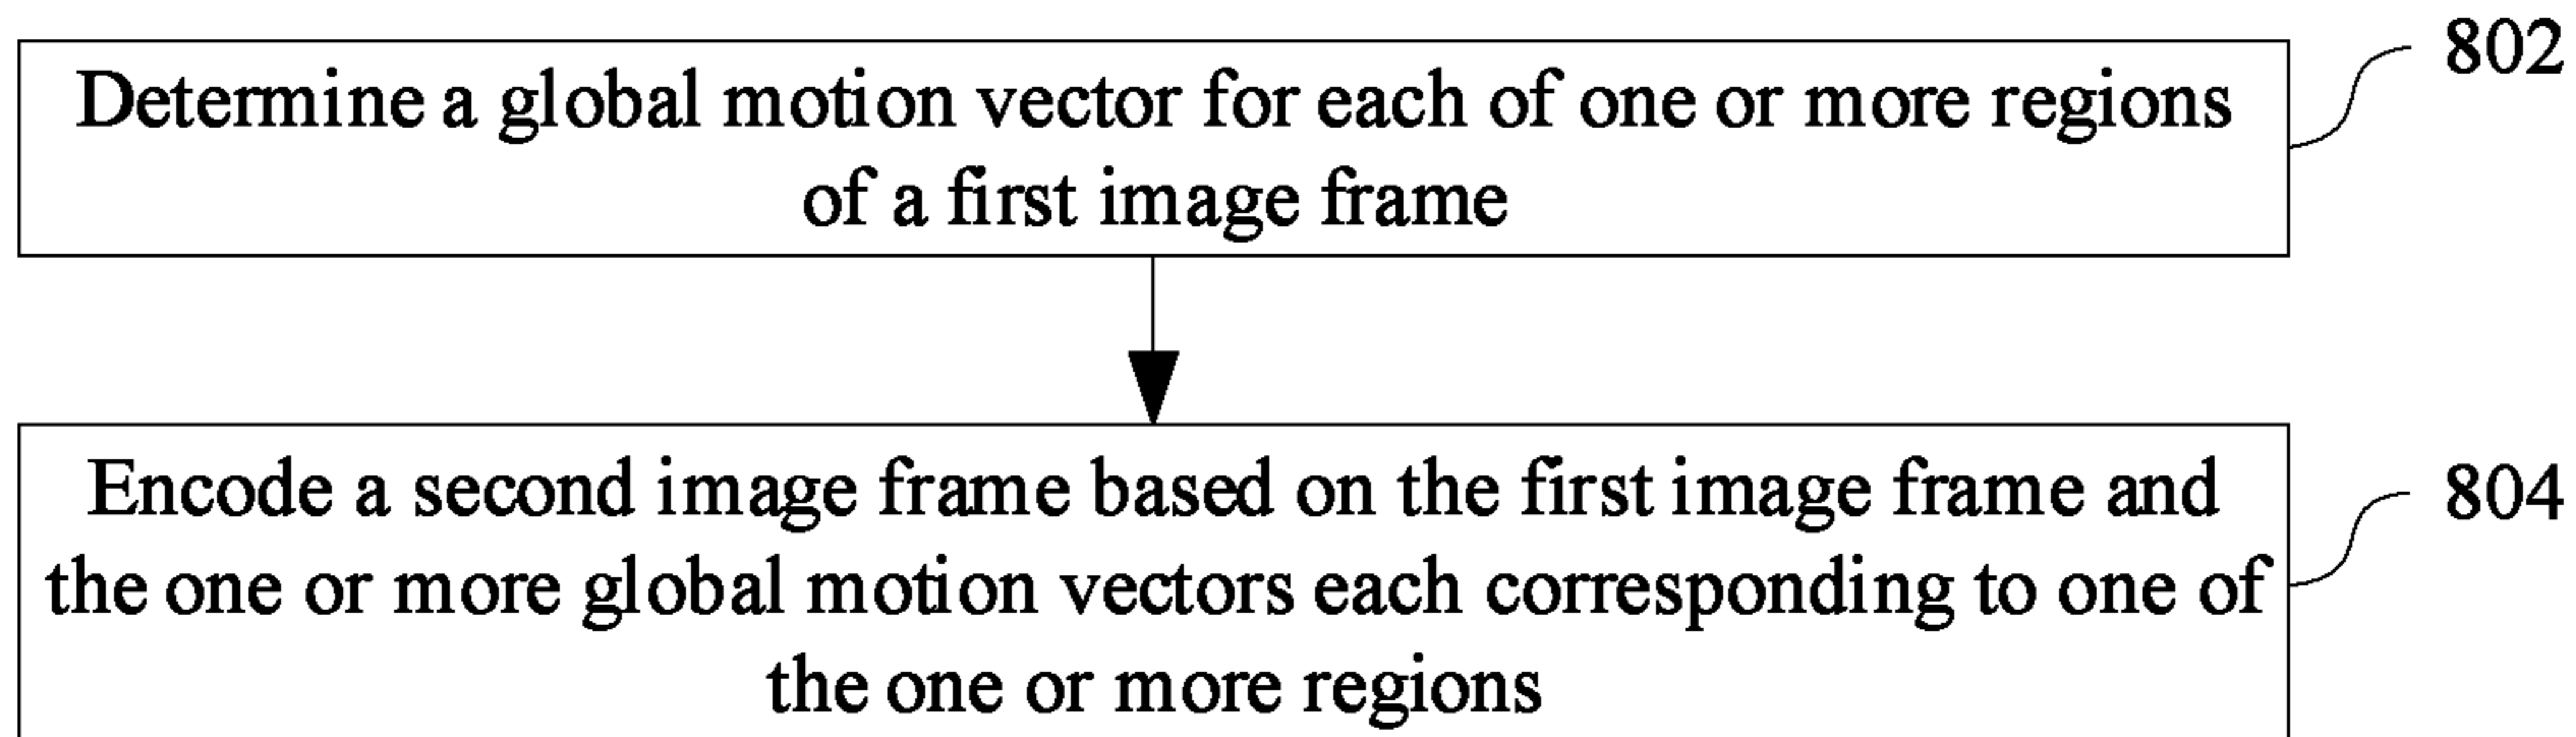 802
Determine a global motion vector for each of one or more regions
of a first image frame
Encode a second image frame based on the first image frame and
804
the one or more global motion vectors each corresponding to one of
the one or more regions